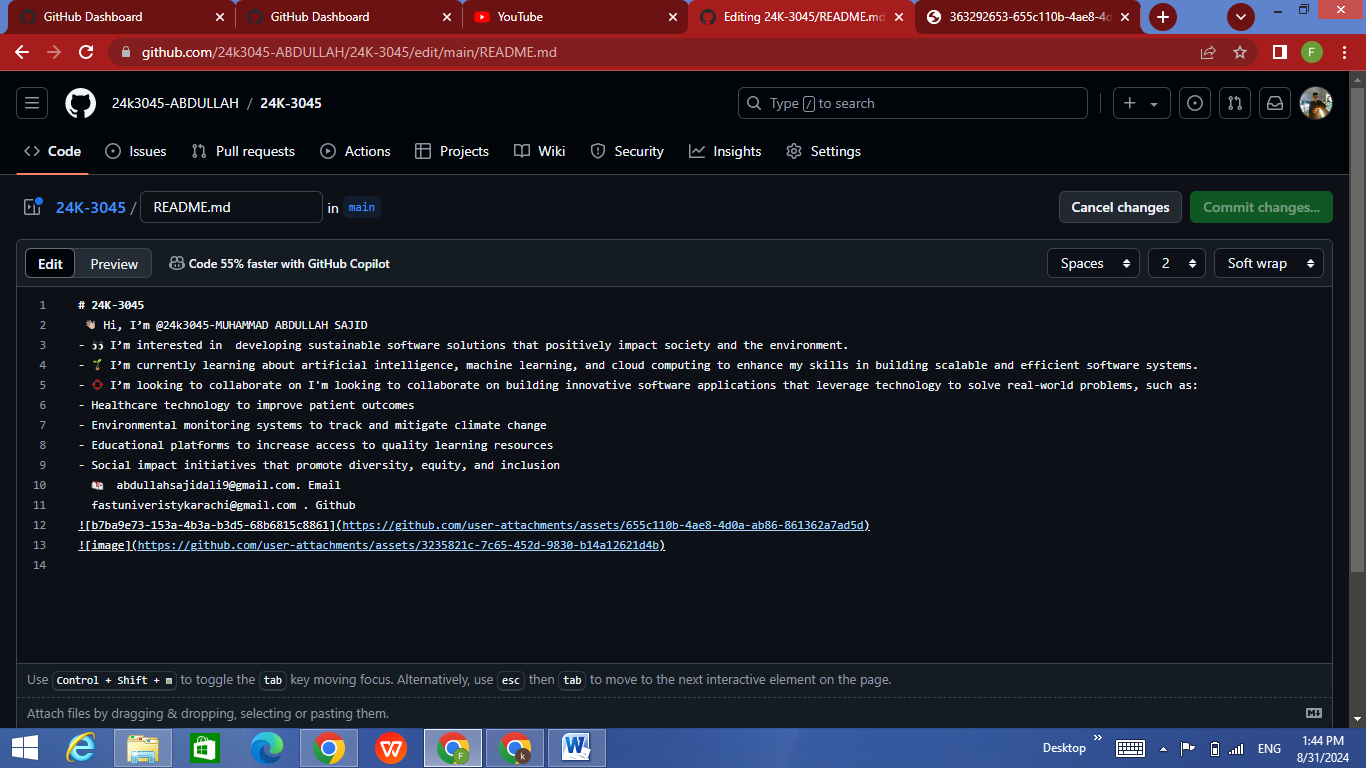 GitHub Dashboard
GitHub Dashboard
YouTube
Editing 24K-3045/README.md
363292653-655c110b-4ae8-4d
github.com/24k3045-ABDULLAH/24K-3045/edit/main/README.md
F
24k3045-ABDULLAH / 24K-3045
Type / to search
Code
Issues
Pull requests
Actions
Projects
Wiki
Security
Insights
Settings
24K-3045 / README.md in main
Cancel changes
Commit changes...
Edit
Preview
Code 55% faster with GitHub Copilot
Spaces
2
Soft wrap
1 # 24K-3045
2 👋 Hi, I’m @24k3045-MUHAMMAD ABDULLAH SAJID
3 - 👀 I’m interested in  developing sustainable software solutions that positively impact society and the environment.
4 - 🌱 I’m currently learning about artificial intelligence, machine learning, and cloud computing to enhance my skills in building scalable and efficient software systems.
5 - I’m looking to collaborate on I'm looking to collaborate on building innovative software applications that leverage technology to solve real-world problems, such as:
6 - Healthcare technology to improve patient outcomes
7 - Environmental monitoring systems to track and mitigate climate change
8 - Educational platforms to increase access to quality learning resources
9 - Social impact initiatives that promote diversity, equity, and inclusion
10 📫  abdullahsajidali9@gmail.com. Email
11 fastuniveristykarachi@gmail.com . Github
12 ![b7ba9e73-153a-4b3a-b3d5-68b6815c8861](https://github.com/user-attachments/assets/655c110b-4ae8-4d0a-ab86-861362a7ad5d)
13 ![image](https://github.com/user-attachments/assets/3235821c-7c65-452d-9830-b14a12621d4b)
14
Use Control + Shift + m to toggle the tab key moving focus. Alternatively, use esc then tab to move to the next interactive element on the page.
Attach files by dragging & dropping, selecting or pasting them.
Desktop
ENG
1:44 PM
8/31/2024